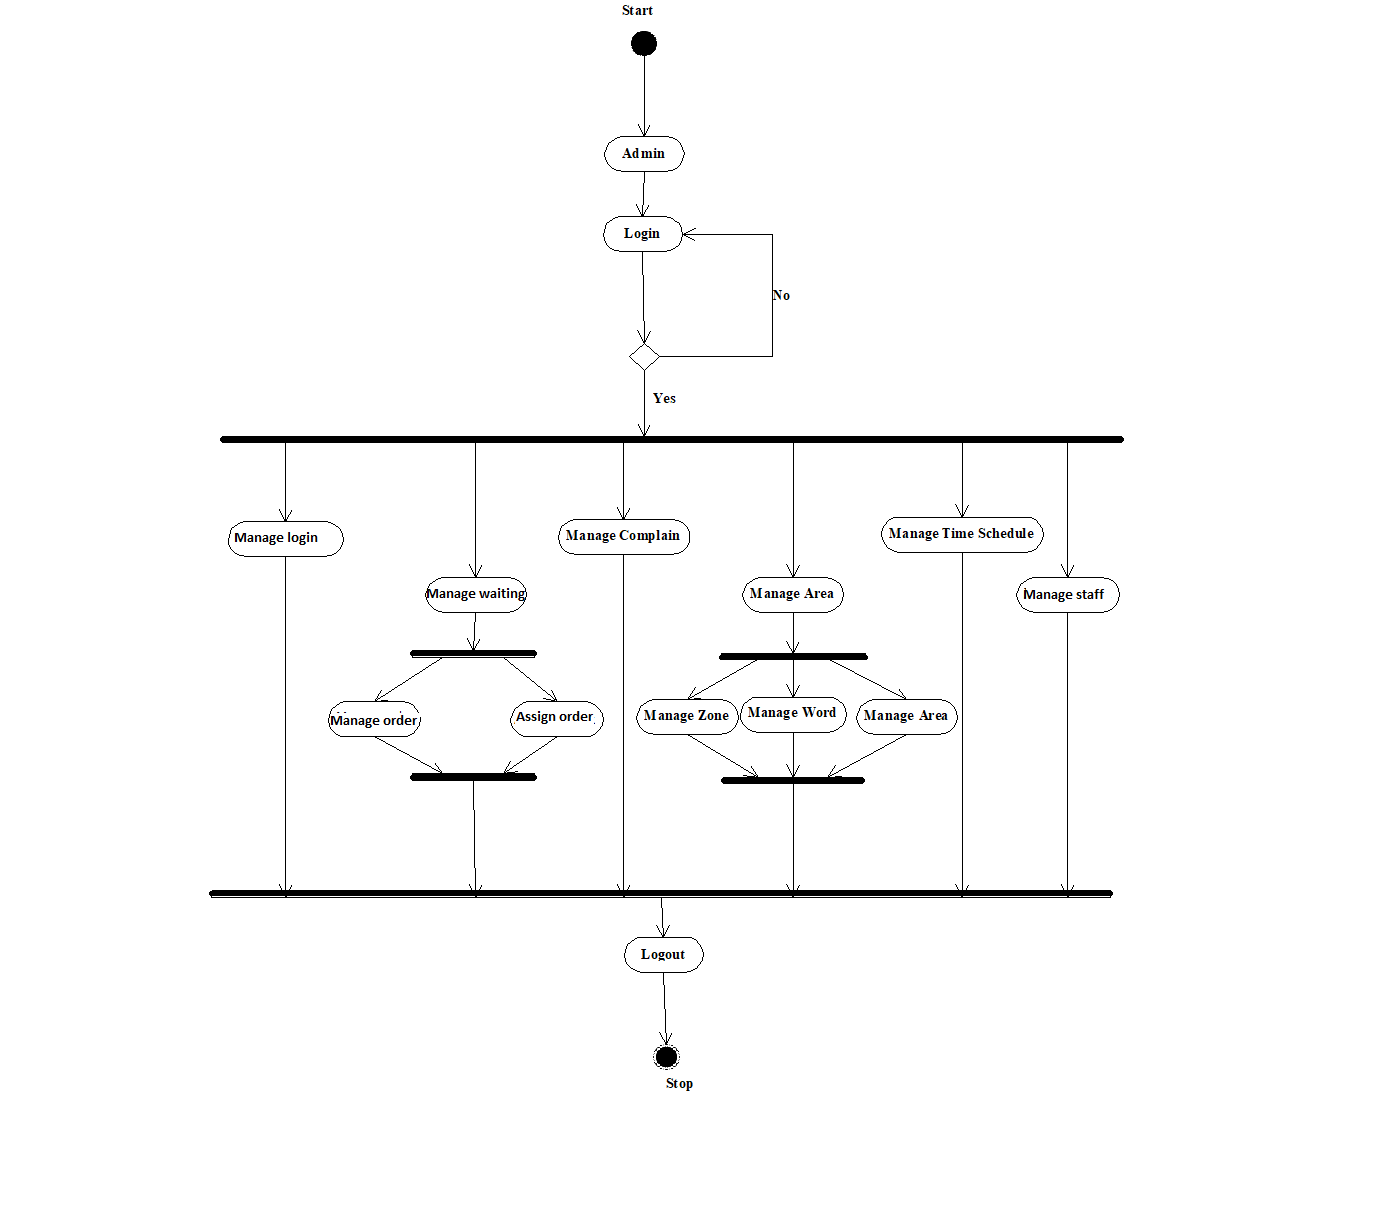 Start
Admin
Login
No
Yes
Manage login
Manage Complain
Manage Time Schedule
Manage waiting
Manage Area
Manage staff
Manage order
Assign order
Manage Zone
Manage Word
Manage Area
Logout
Stop